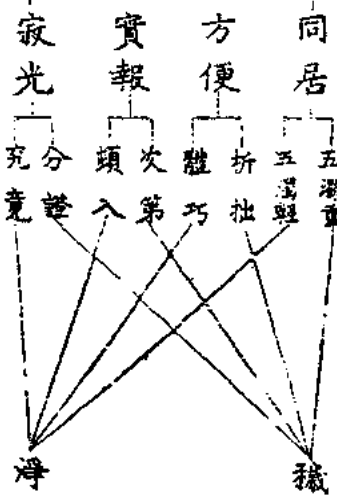 同居
方便
實報
寂光
五濁重
五濁輕
析拙
體巧
次第
頓入
分證
究竟
穢
淨